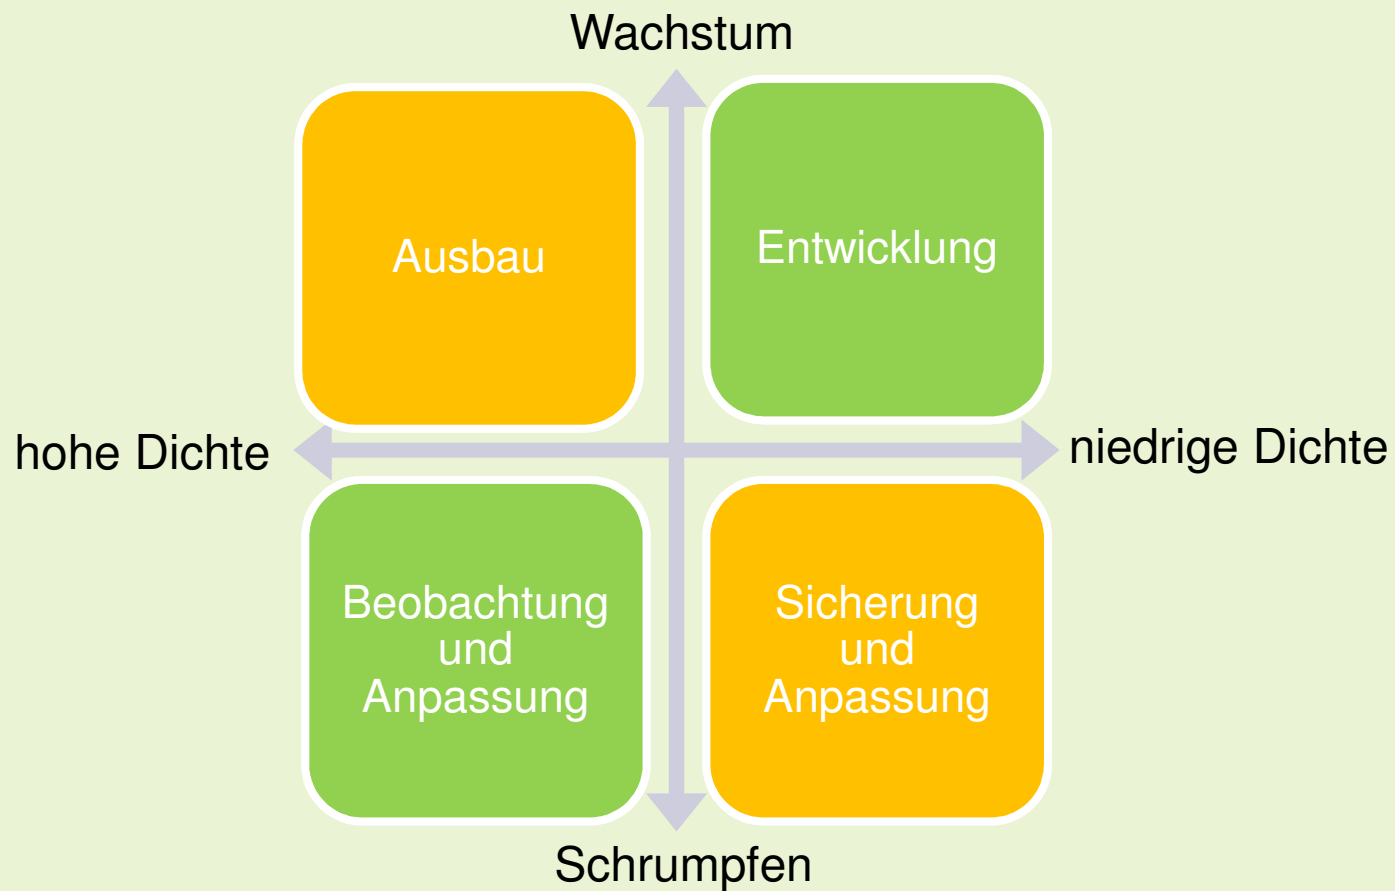 Wachstum
Ausbau
Entwicklung
hohe Dichte
niedrige Dichte
Beobachtung
und
Anpassung
Sicherung
und
Anpassung
Schrumpfen